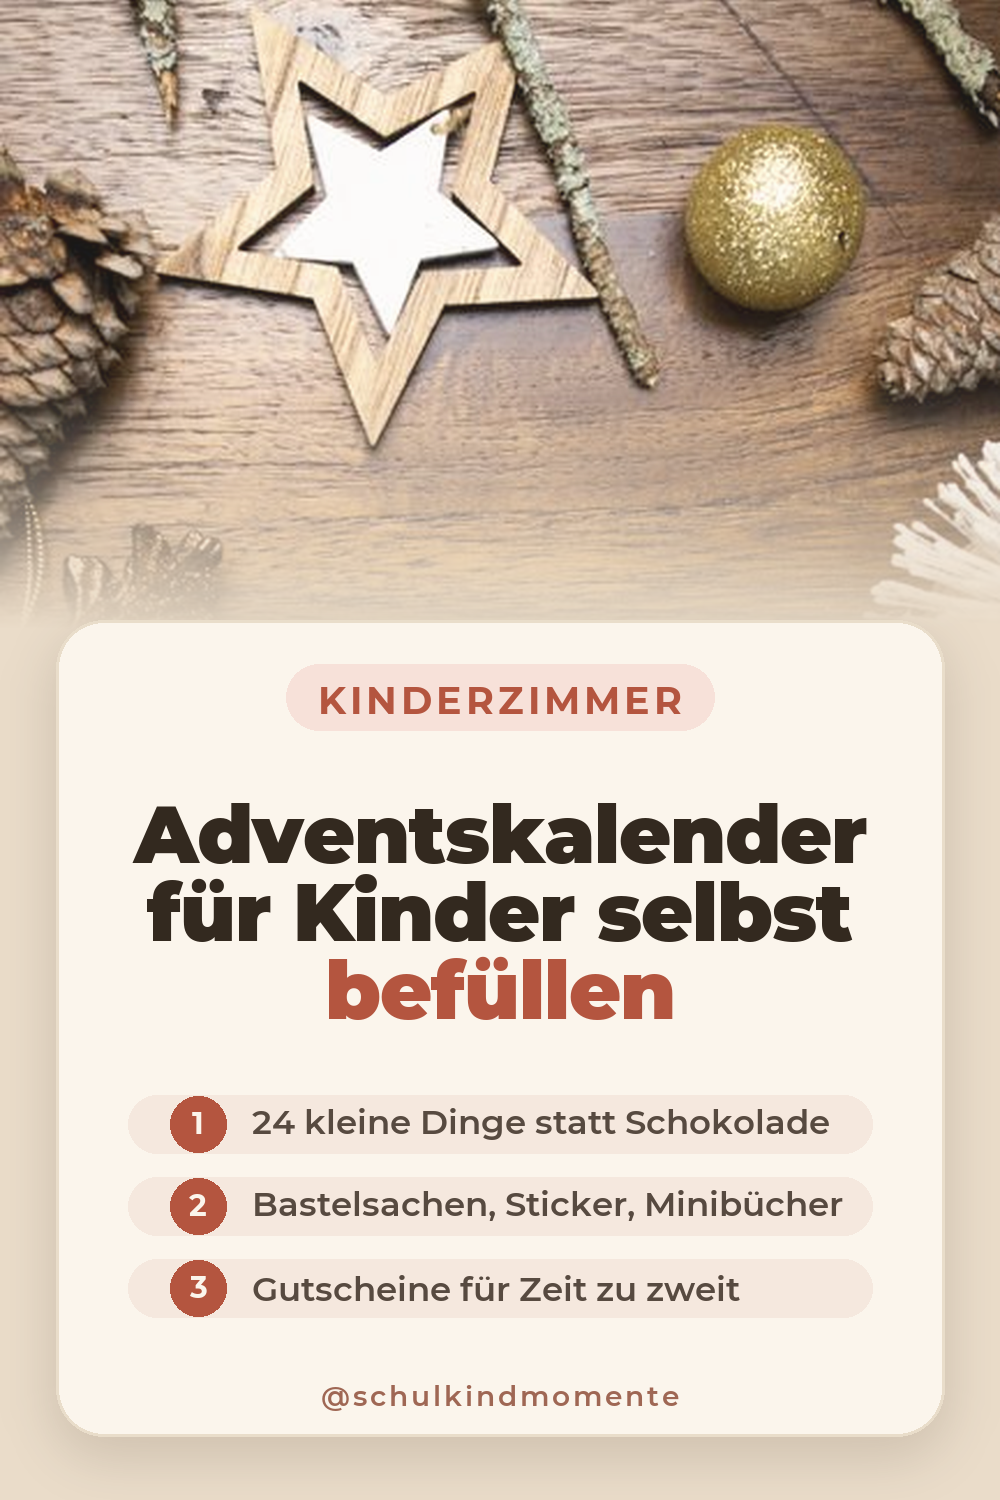 KINDERZIMMER
Adventskalender
für Kinder selbst
befüllen
1 24 kleine Dinge statt Schokolade
2 Bastelsachen, Sticker, Minibücher
3 Gutscheine für Zeit zu zweit
@schulkindmomente